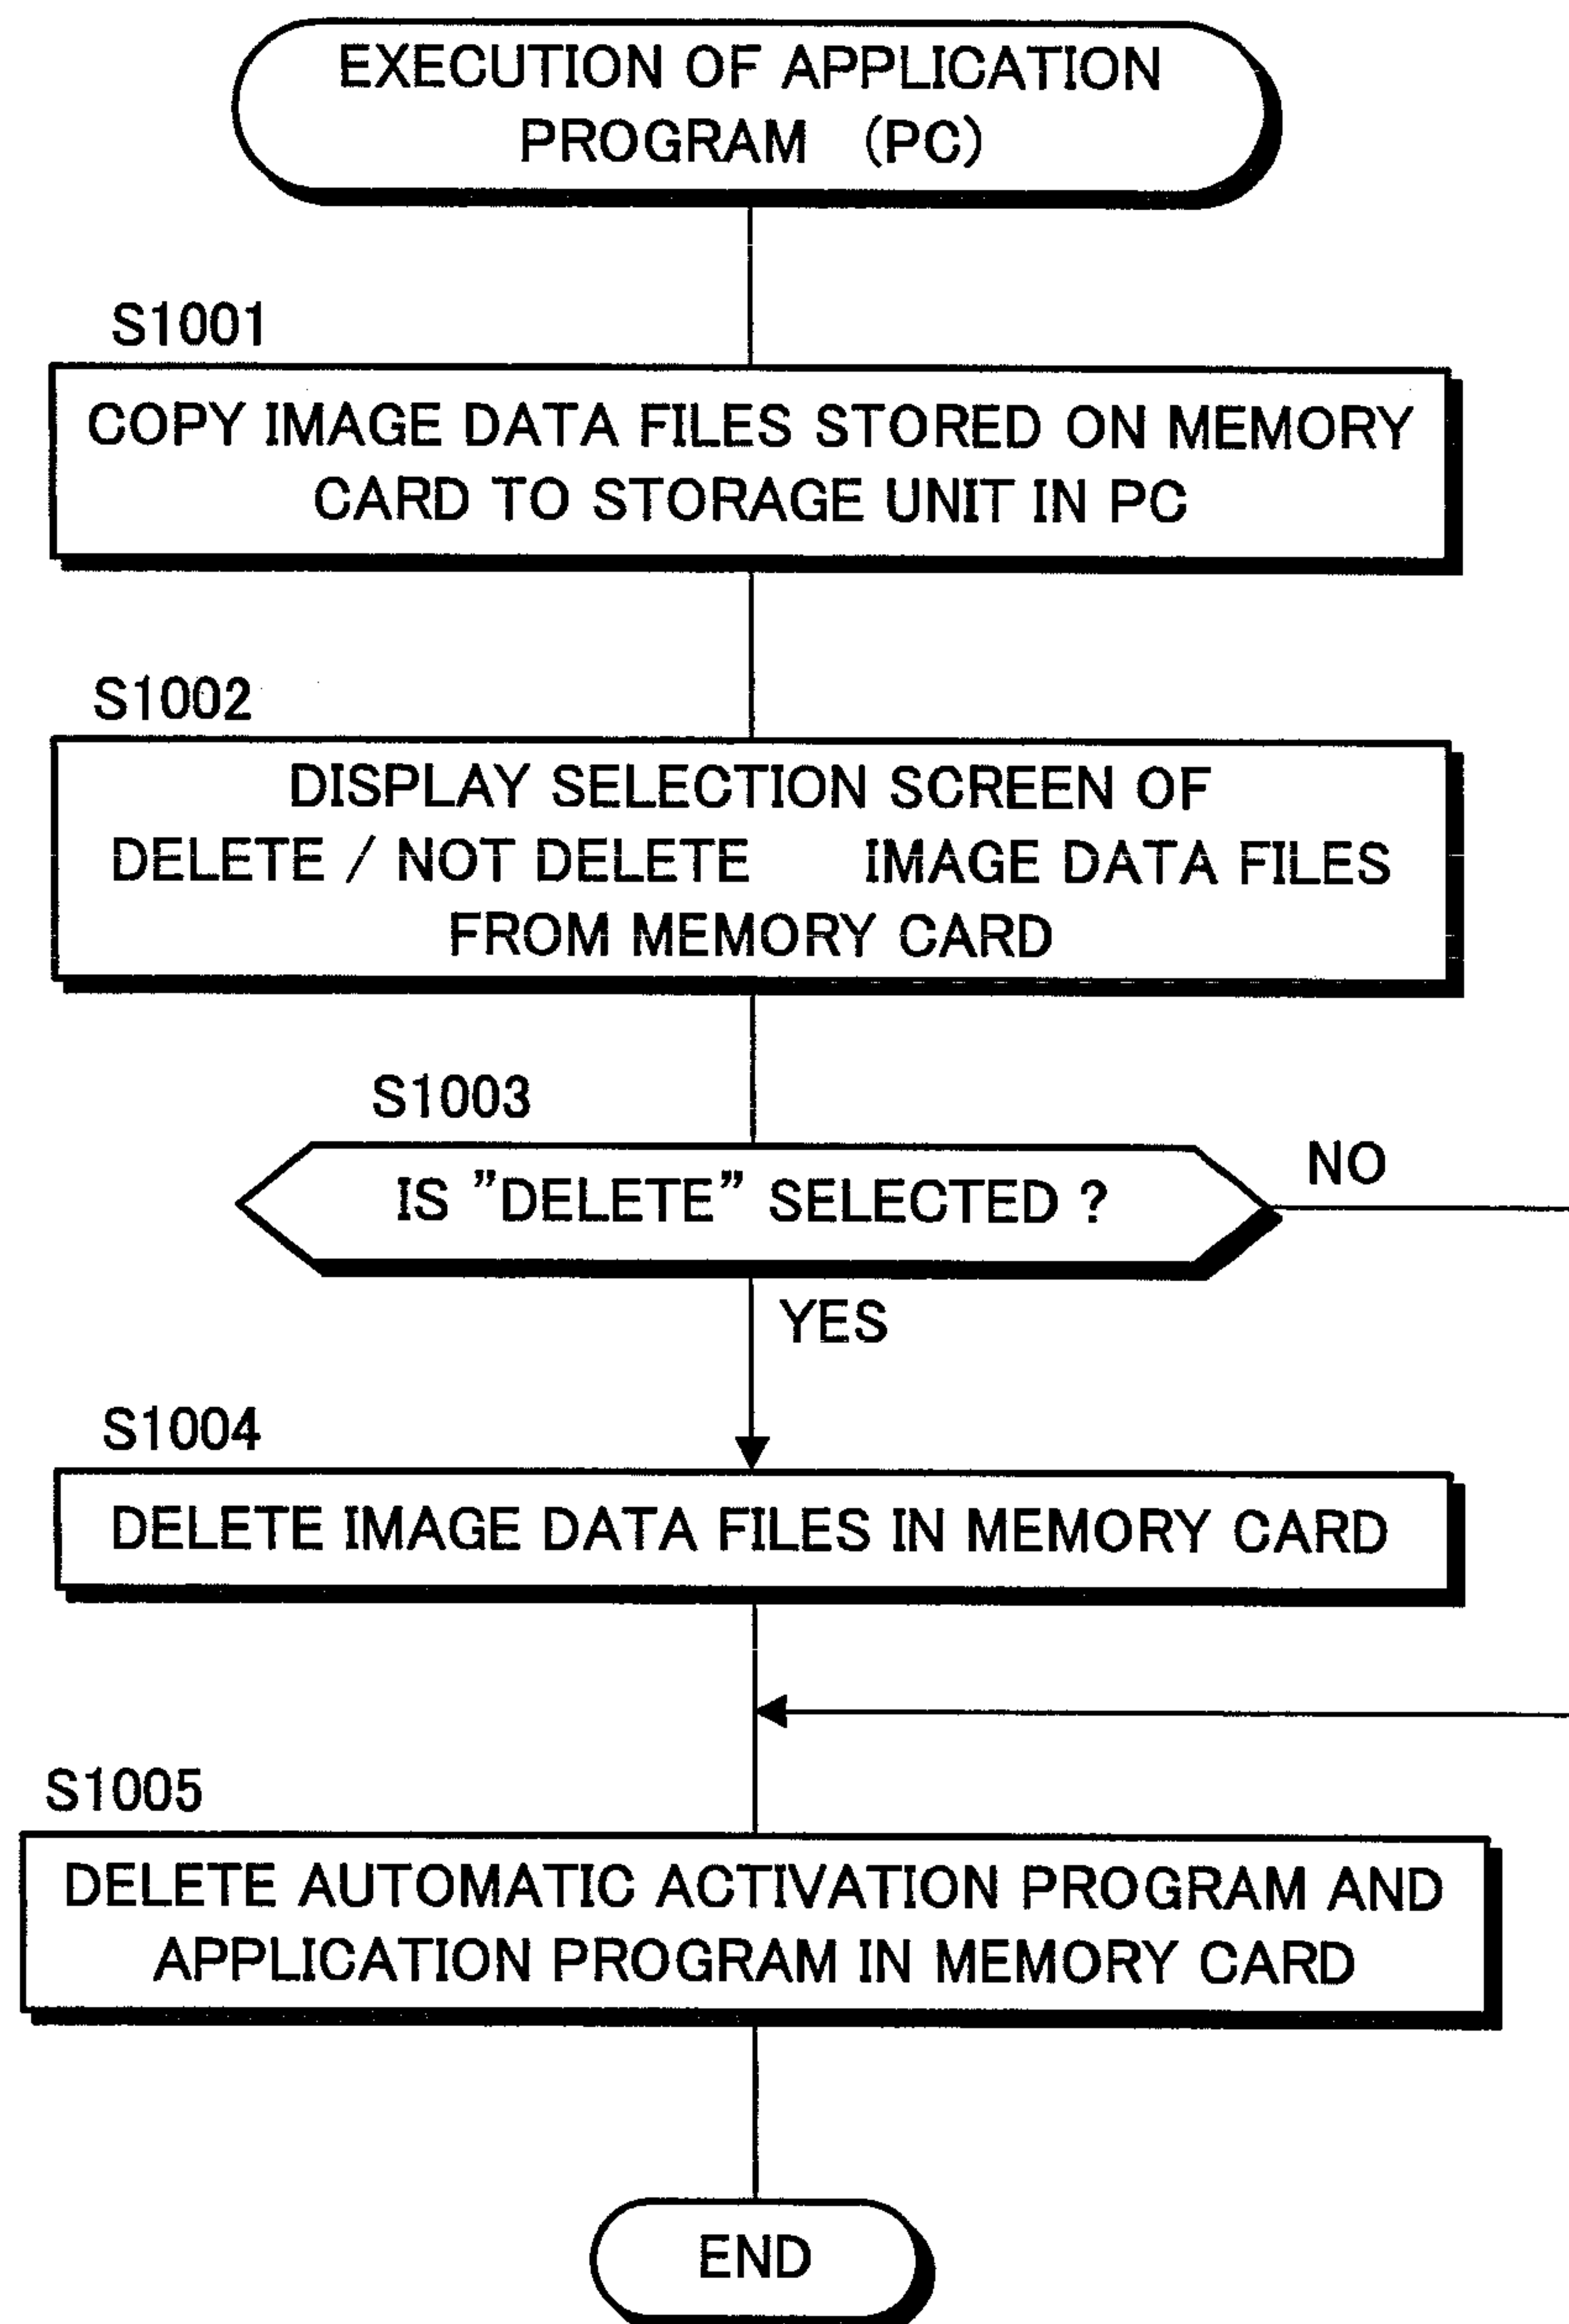 EXECUTION OF APPLICATION
PROGRAM (PC)
S1001
COPY IMAGE DATA FILES STORED ON MEMORY
CARD TO STORAGE UNIT IN PC
S1002
DISPLAY SELECTION SCREEN OF
DELETE / NOT DELETE IMAGE DATA FILES
FROM MEMORY CARD
S1003
IS ”DELETE” SELECTED ?
NO
YES
S1004
DELETE IMAGE DATA FILES IN MEMORY CARD
S1005
DELETE AUTOMATIC ACTIVATION PROGRAM AND
APPLICATION PROGRAM IN MEMORY CARD
END